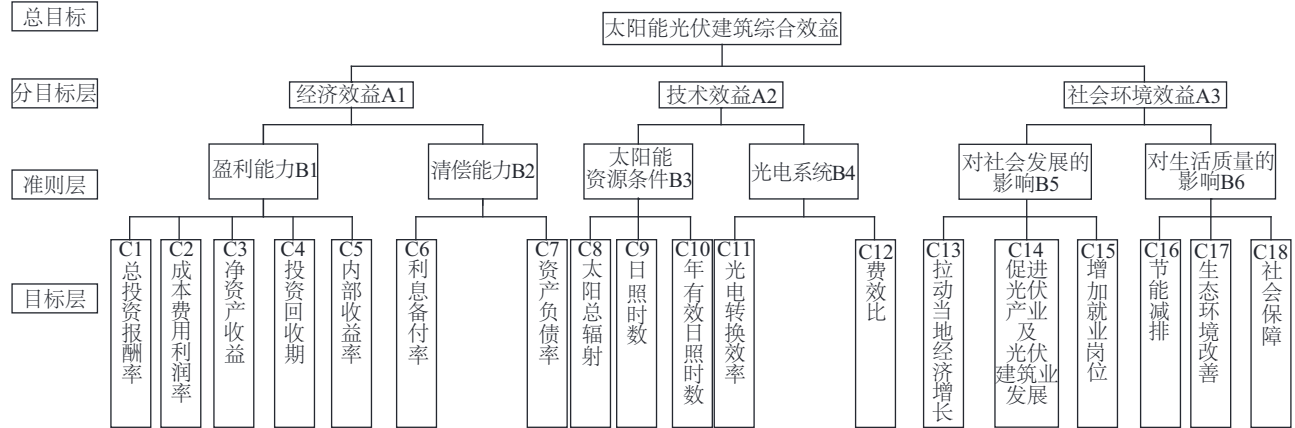 总目标
太阳能光伏建筑综合效益
分目标层
经济效益A1
技术效益A2
社会环境效益A3
准则层
盈利能力B1
清偿能力B2
太阳能
资源条件B3
光电系统B4
对社会发展的
影响B5
对生活质量的
影响B6
目标层
C1
总投资报酬率
C2
成本费用利润率
C3
净资产收益
C4
投资回收期
C5
内部收益率
C6
利息备付率
C7
资产负债率
C8
太阳总辐射
C9
日照时数
C10
年有效日照时数
C11
光电转换效率
C12
费效比
C13
拉动当地经济增长
C14
促进
光伏
产业
及
光伏
建筑业
发展
C15
增加就业岗位
C16
节能减排
C17
生态环境改善
C18
社会保障